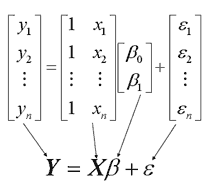 y₁ 1 x₁ ε₁
y₂ = 1 x₂ β₀ + ε₂
⋮ ⋮ ⋮ β₁ ⋮
yₙ 1 xₙ εₙ
Y = Xβ + ε